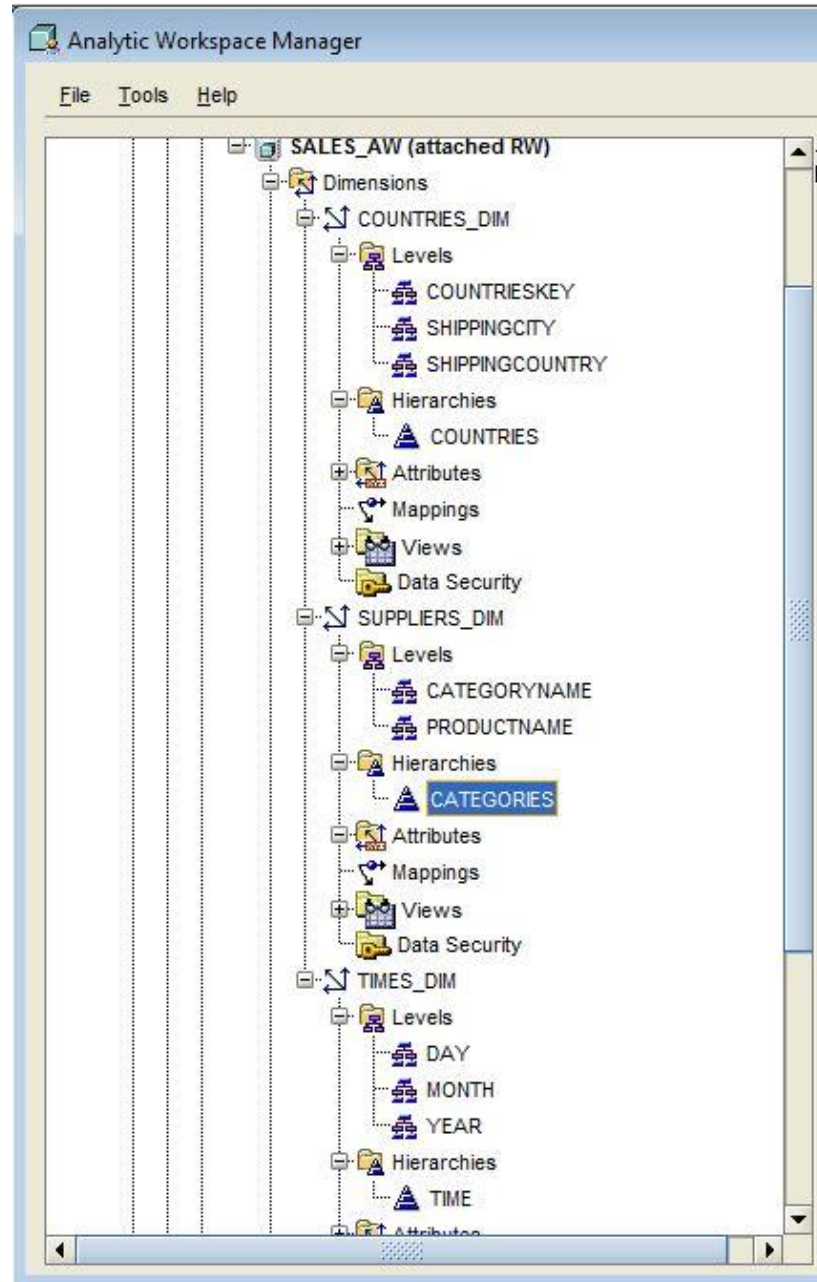 Analytic Workspace Manager
File Tools Help
SALES_AW (attached RW)
Dimensions
COUNTRIES_DIM
Levels
COUNTRIESKEY
SHIPPINGCITY
SHIPPINGCOUNTRY
Hierarchies
COUNTRIES
Attributes
Mappings
Views
Data Security
SUPPLIERS_DIM
Levels
CATEGORYNAME
PRODUCTNAME
Hierarchies
CATEGORIES
Attributes
Mappings
Views
Data Security
TIMES_DIM
Levels
DAY
MONTH
YEAR
Hierarchies
TIME
Attributes